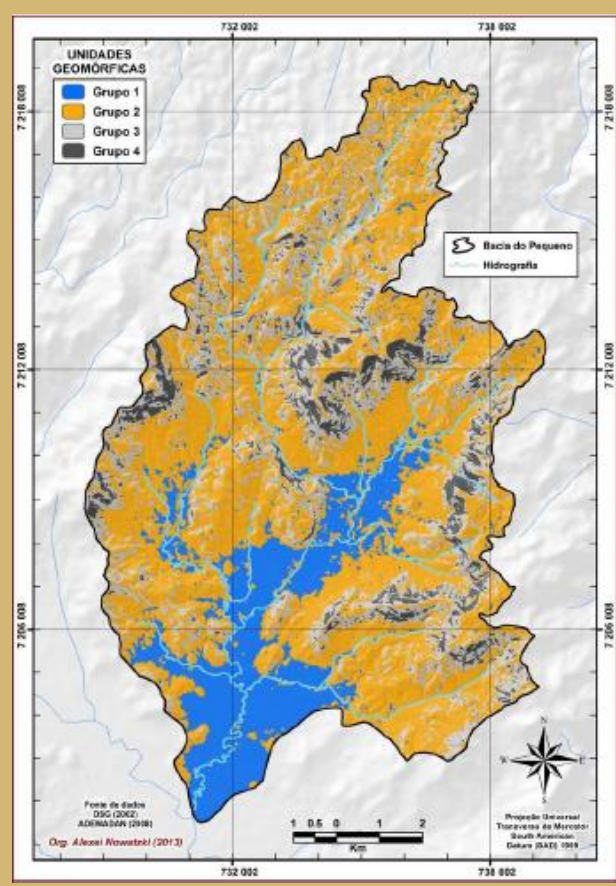 732 002
738 002
UNIDADES
GEOMÓRFICAS
Grupo 1
Grupo 2
Grupo 3
Grupo 4
7 218 008
7 218 008
Bacia do Pequeno
Hidrografia
7 212 008
7 212 008
7 206 008
7 206 008
N
W
E
S
Fonte de dados
DSG (2002)
ADEMADAN (2008)
Org. Alexei Nowatzki (2013)
1 0.5 0 1 2
Km
Projeção Universal
Transversa de Mercator
South American
Datum (SAD) 1969
732 002
738 002